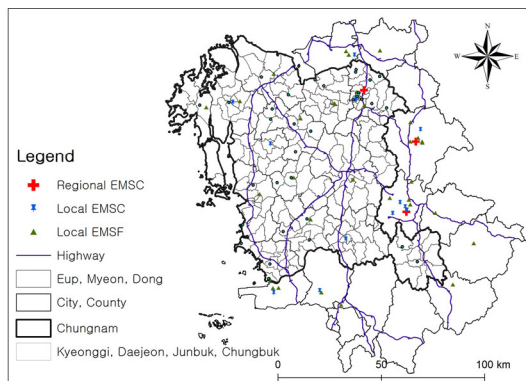 N
W E
S
Legend
Regional EMSC
Local EMSC
Local EMSF
Highway
Eup, Myeon, Dong
City, County
Chungnam
Kyeonggi, Daejeon, Junbuk, Chungbuk
0 50 100 km